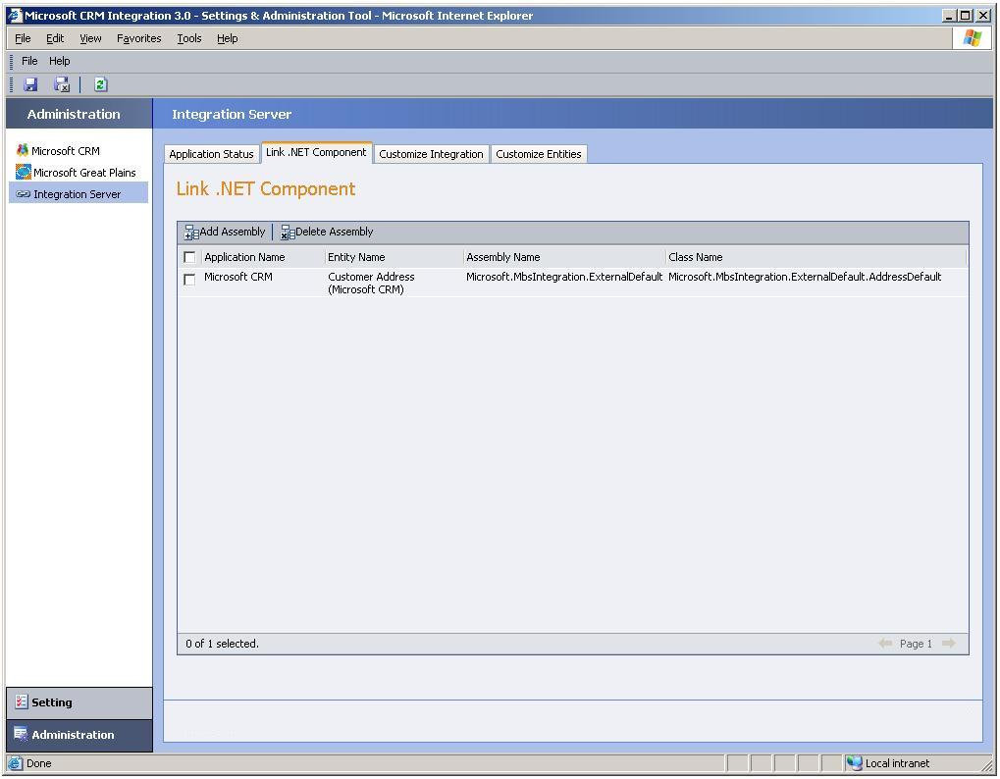 Microsoft CRM Integration 3.0 - Settings & Administration Tool - Microsoft Internet Explorer
File Edit View Favorites Tools Help
File Help
Administration
Integration Server
Microsoft CRM
Microsoft Great Plains
Integration Server
Application Status Link .NET Component Customize Integration Customize Entities
Link .NET Component
Add Assembly Delete Assembly
Application Name Entity Name Assembly Name Class Name
Microsoft CRM Customer Address Microsoft.MbsIntegration.ExternalDefault Microsoft.MbsIntegration.ExternalDefault.AddressDefault
(Microsoft CRM)
0 of 1 selected.
Page 1
Setting
Administration
Done
Local intranet